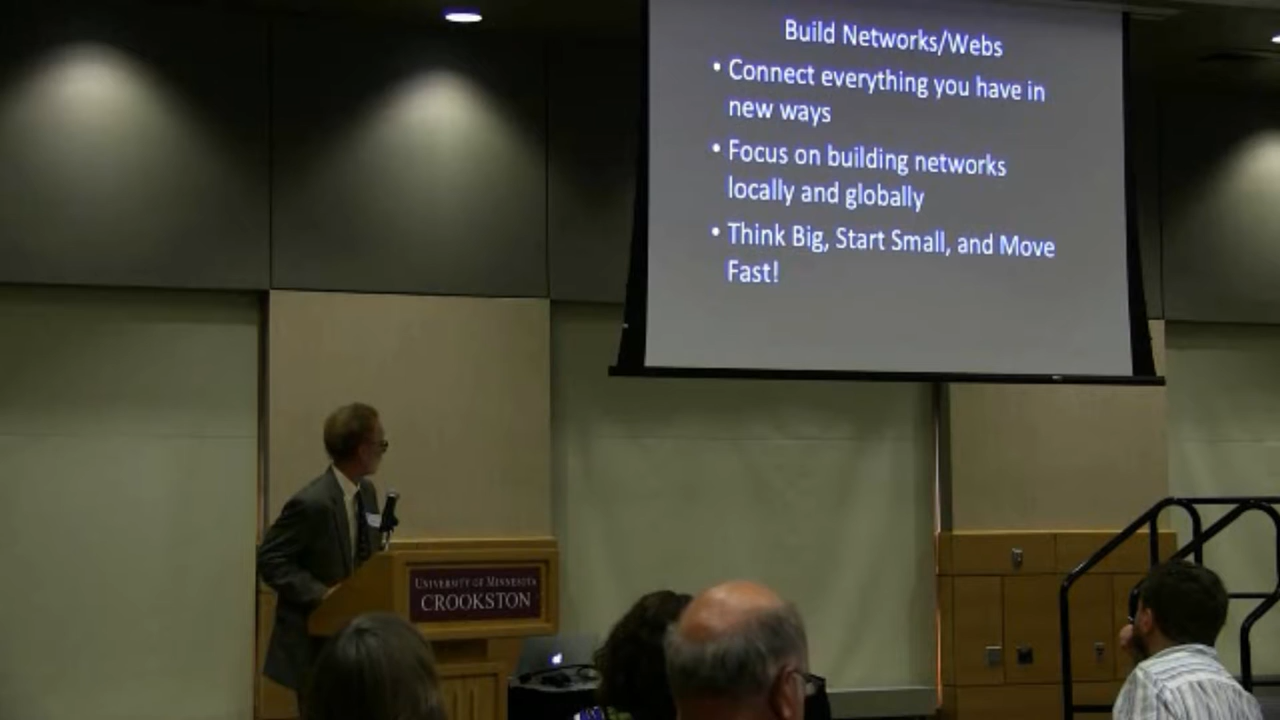 Build Networks/Webs
• Connect everything you have in
new ways
• Focus on building networks
locally and globally
• Think Big, Start Small, and Move
Fast!
UNIVERSITY OF MINNESOTA
CROOKSTON